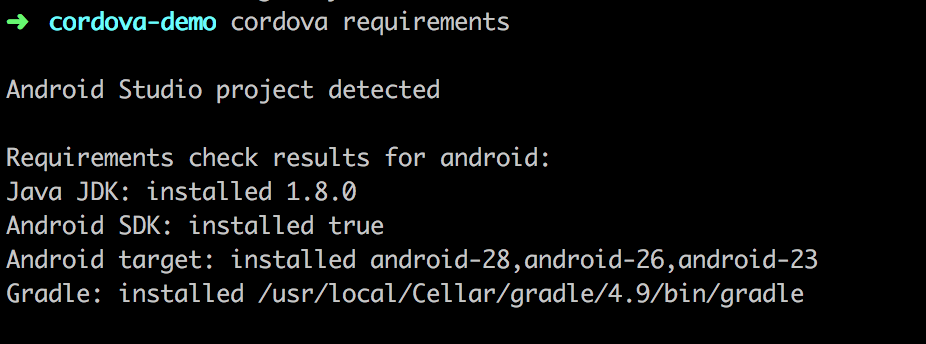 ➜ cordova-demo cordova requirements
Android Studio project detected
Requirements check results for android:
Java JDK: installed 1.8.0
Android SDK: installed true
Android target: installed android-28,android-26,android-23
Gradle: installed /usr/local/Cellar/gradle/4.9/bin/gradle